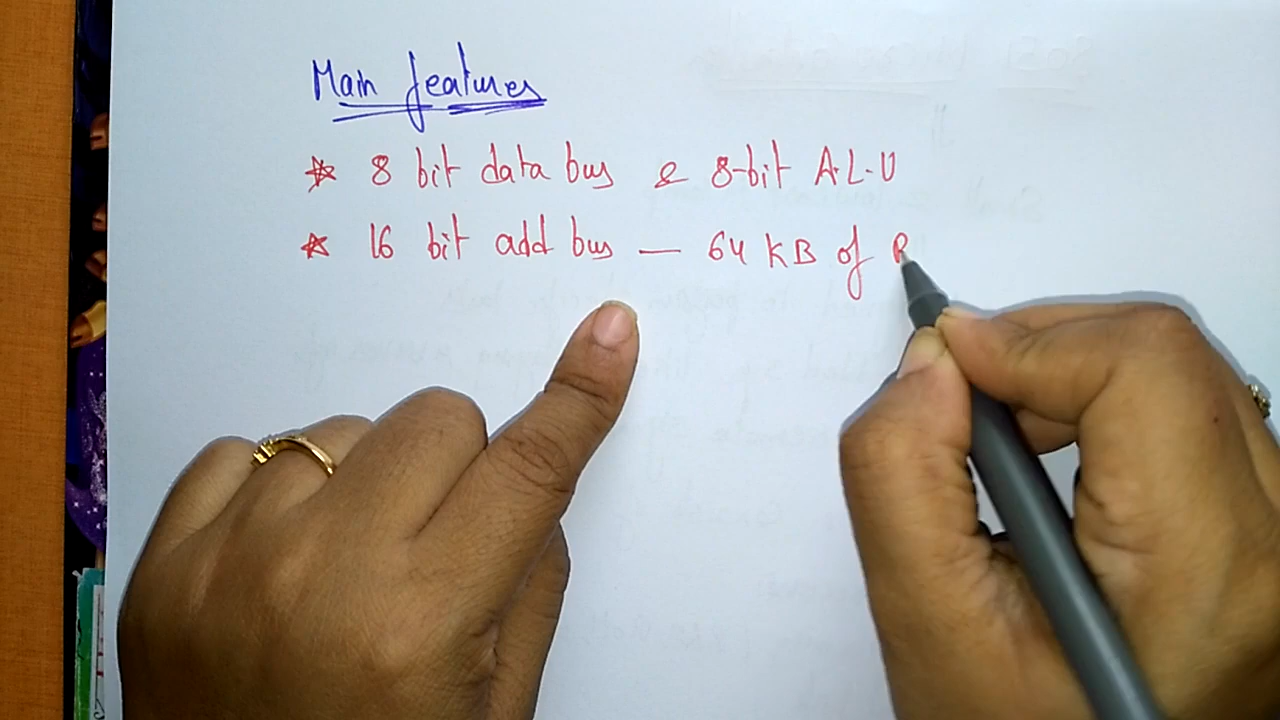 Main features
* 8 bit data bus & 8-bit A.L.U
* 16 bit add bus — 64 KB of R